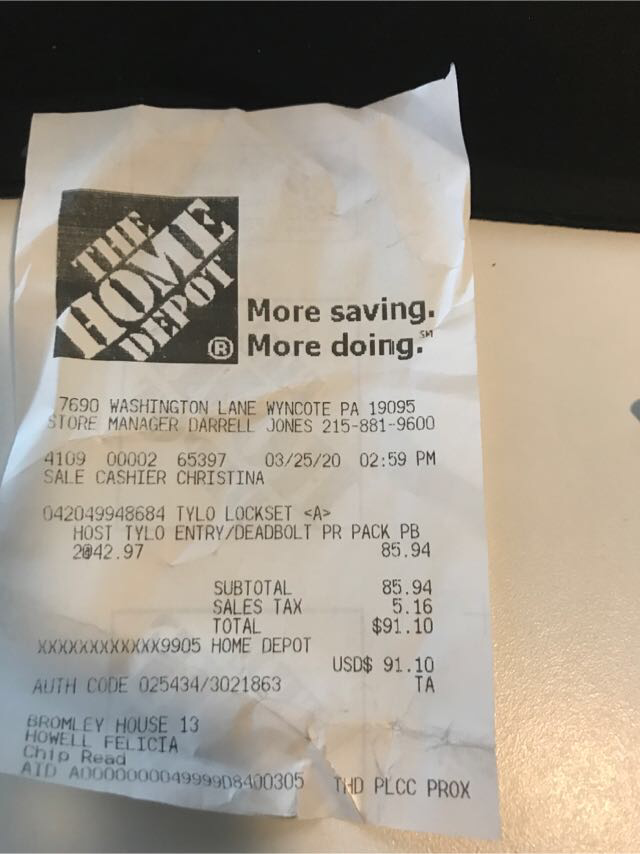 THE
HOME
DEPOT
®
More saving.
More doing.℠
7690 WASHINGTON LANE WYNCOTE PA 19095
STORE MANAGER DARRELL JONES 215-881-9600
4109 00002 65397 03/25/20 02:59 PM
SALE CASHIER CHRISTINA
042049948684 TYLO LOCKSET <A>
HOST TYLO ENTRY/DEADBOLT PR PACK PB
2@42.97 85.94
SUBTOTAL 85.94
SALES TAX 5.16
TOTAL $91.10
XXXXXXXXXXXX9905 HOME DEPOT
USD$ 91.10
AUTH CODE 025434/3021863 TA
BROMLEY HOUSE 13
HOWELL FELICIA
Chip Read
AID A0000000049999D8400305 THD PLCC PROX